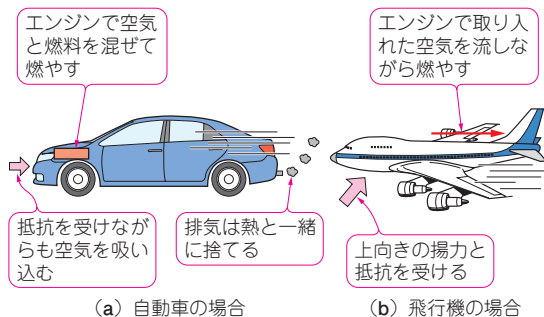 エンジンで空気
と燃料を混ぜて
燃やす
エンジンで取り入
れた空気を流しな
がら燃やす
抵抗を受けなが
らも空気を吸い
込む
排気は熱と一緒
に捨てる
上向きの揚力と
抵抗を受ける
(a) 自動車の場合
(b) 飛行機の場合